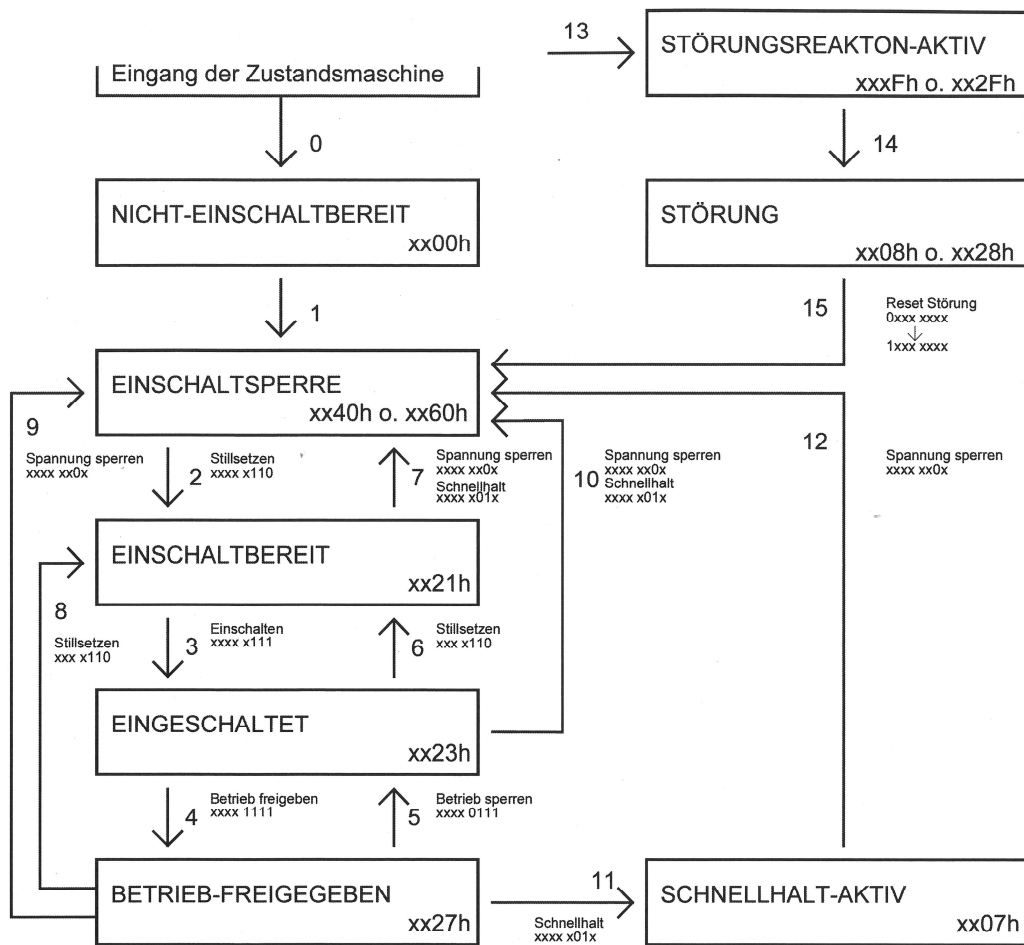 13
STÖRUNGSREAKTON-AKTIV
xxxFh o. xx2Fh
Eingang der Zustandsmaschine
0
14
NICHT-EINSCHALTBEREIT
xx00h
STÖRUNG
xx08h o. xx28h
1
15
Reset Störung
0xxx xxxx
1xxx xxxx
EINSCHALTSPERRE
xx40h o. xx60h
9
Spannung sperren
xxxx xx0x
2
Stillsetzen
xxxx x110
7
Spannung sperren
xxxx xx0x
Schnellhalt
xxxx x01x
10
Spannung sperren
xxxx xx0x
Schnellhalt
xxxx x01x
12
Spannung sperren
xxxx xx0x
EINSCHALTBEREIT
xx21h
8
Stillsetzen
xxx x110
3
Einschalten
xxxx x111
6
Stillsetzen
xxx x110
EINGESCHALTET
xx23h
4
Betrieb freigeben
xxxx 1111
5
Betrieb sperren
xxxx 0111
BETRIEB-FREIGEGEBEN
xx27h
11
Schnellhalt
xxxx x01x
SCHNELLHALT-AKTIV
xx07h